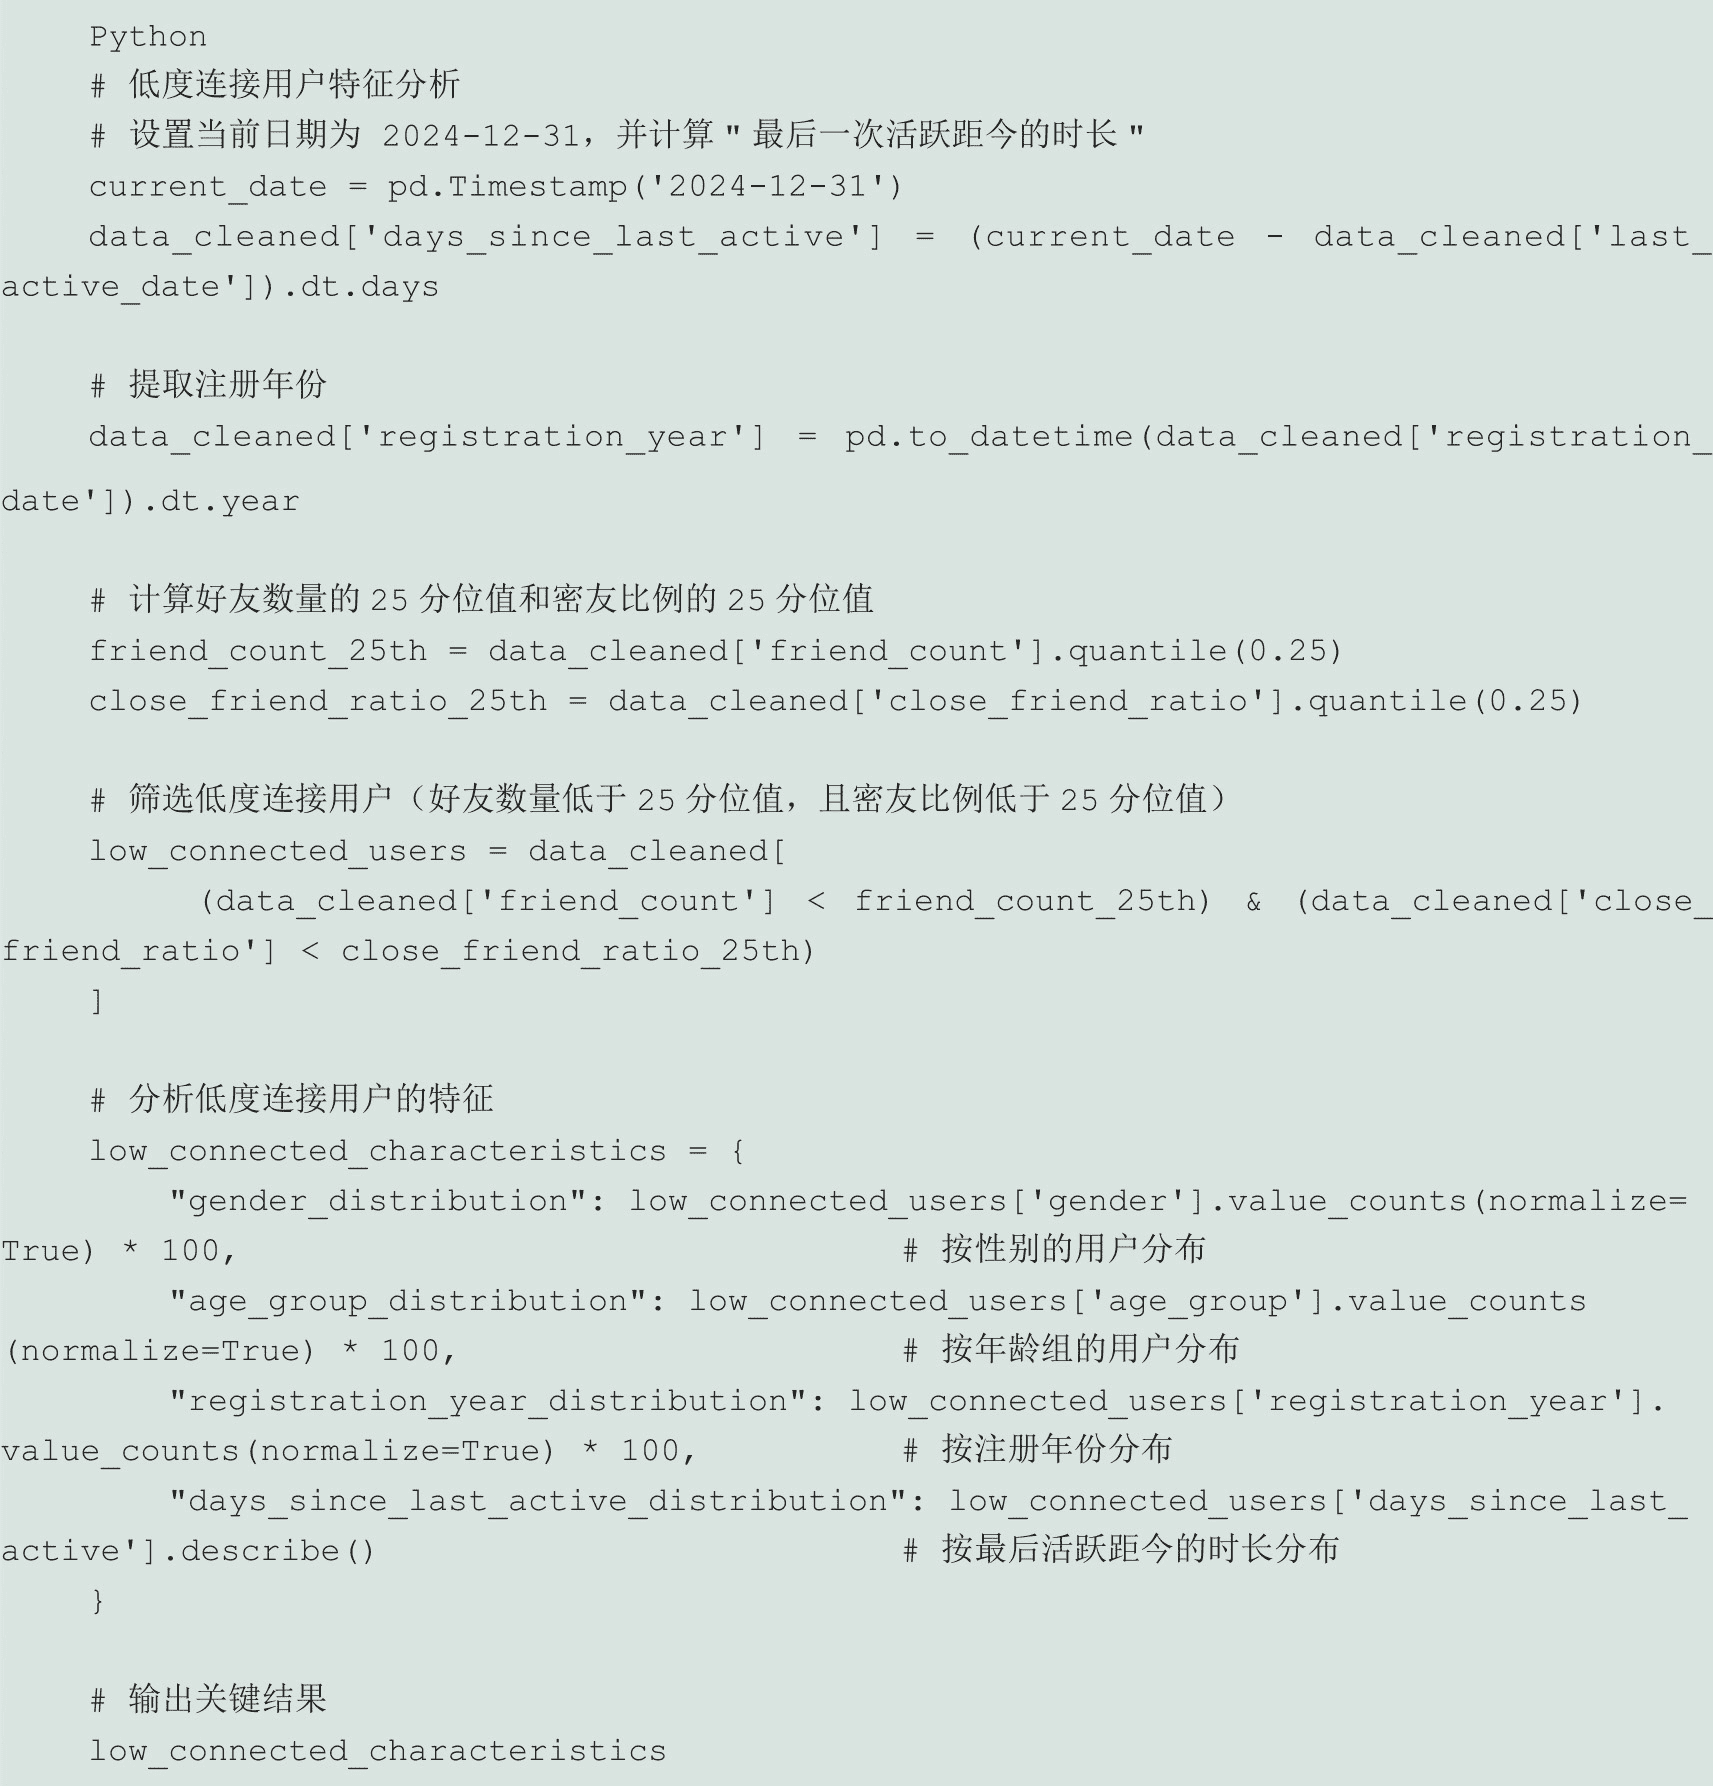 Python
# 低度连接用户特征分析
# 设置当前日期为 2024-12-31，并计算"最后一次活跃距今的时长"
current_date = pd.Timestamp('2024-12-31')
data_cleaned['days_since_last_active'] = (current_date - data_cleaned['last_
active_date']).dt.days
# 提取注册年份
data_cleaned['registration_year'] = pd.to_datetime(data_cleaned['registration_
date']).dt.year
# 计算好友数量的 25 分位值和密友比例的 25 分位值
friend_count_25th = data_cleaned['friend_count'].quantile(0.25)
close_friend_ratio_25th = data_cleaned['close_friend_ratio'].quantile(0.25)
# 筛选低度连接用户（好友数量低于 25 分位值，且密友比例低于 25 分位值）
low_connected_users = data_cleaned[
(data_cleaned['friend_count'] < friend_count_25th) & (data_cleaned['close_
friend_ratio'] < close_friend_ratio_25th)
]
# 分析低度连接用户的特征
low_connected_characteristics = {
"gender_distribution": low_connected_users['gender'].value_counts(normalize=
True) * 100, # 按性别的用户分布
"age_group_distribution": low_connected_users['age_group'].value_counts
(normalize=True) * 100, # 按年龄组的用户分布
"registration_year_distribution": low_connected_users['registration_year'].
value_counts(normalize=True) * 100, # 按注册年份分布
"days_since_last_active_distribution": low_connected_users['days_since_last_
active'].describe() # 按最后活跃距今的时长分布
}
# 输出关键结果
low_connected_characteristics